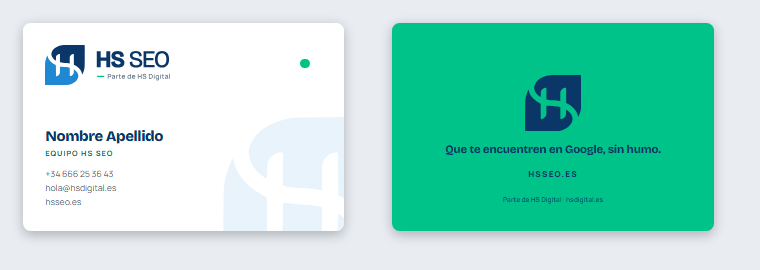 HS SEO
Parte de HS Digital
Nombre Apellido
EQUIPO HS SEO
+34 666 25 36 43
hola@hsdigital.es
hsseo.es
Que te encuentren en Google, sin humo.
HSSEO.ES
Parte de HS Digital · hsdigital.es